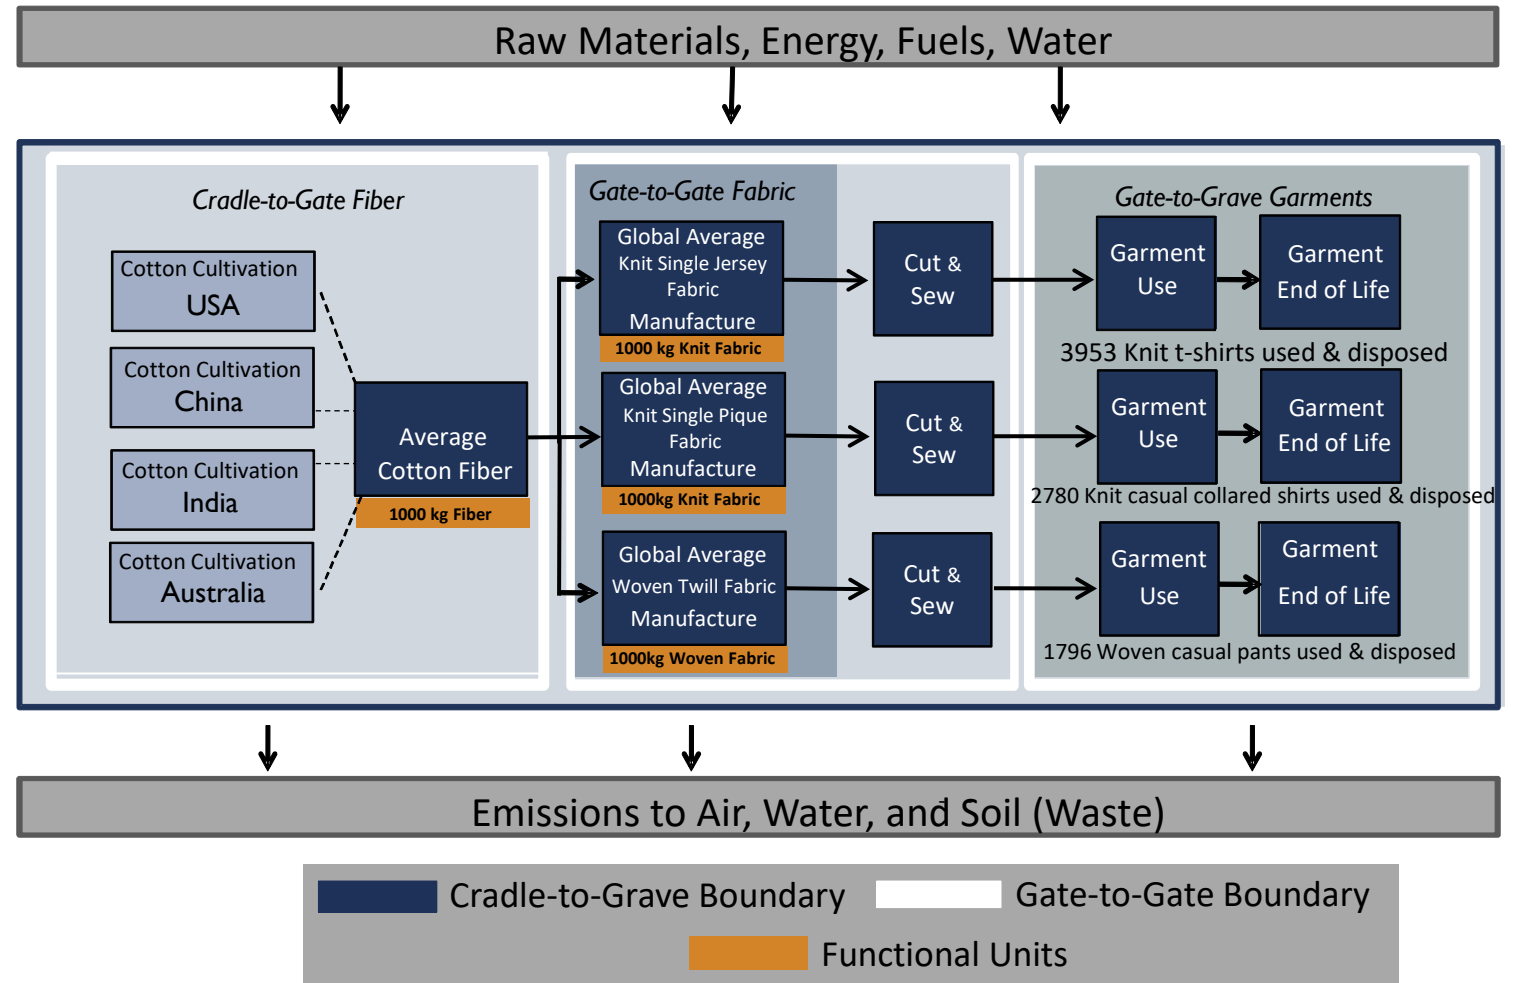 Raw Materials, Energy, Fuels, Water
Cradle-to-Gate Fiber
Cotton Cultivation
USA
Cotton Cultivation
China
Cotton Cultivation
India
Cotton Cultivation
Australia
Average
Cotton Fiber
1000 kg Fiber
Gate-to-Gate Fabric
Global Average
Knit Single Jersey
Fabric
Manufacture
1000 kg Knit Fabric
Global Average
Knit Single Pique
Fabric
Manufacture
1000kg Knit Fabric
Global Average
Woven Twill Fabric
Manufacture
1000kg Woven Fabric
Cut &
Sew
Cut &
Sew
Cut &
Sew
Gate-to-Grave Garments
Garment
Use
Garment
End of Life
3953 Knit t-shirts used & disposed
Garment
Use
Garment
End of Life
2780 Knit casual collared shirts used & disposed
Garment
Use
Garment
End of Life
1796 Woven casual pants used & disposed
Emissions to Air, Water, and Soil (Waste)
Cradle-to-Grave Boundary
Gate-to-Gate Boundary
Functional Units